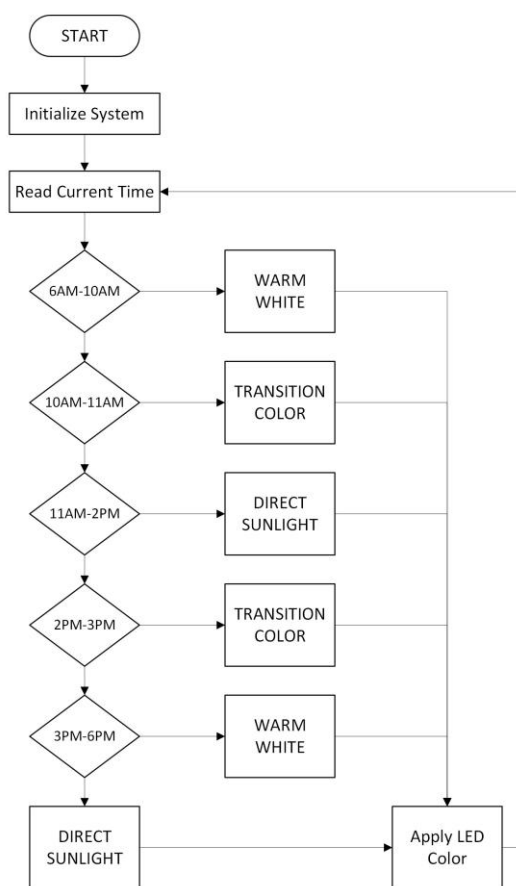 START
Initialize System
Read Current Time
6AM-10AM
WARM
WHITE
10AM-11AM
TRANSITION
COLOR
11AM-2PM
DIRECT
SUNLIGHT
2PM-3PM
TRANSITION
COLOR
3PM-6PM
WARM
WHITE
DIRECT
SUNLIGHT
Apply LED
Color